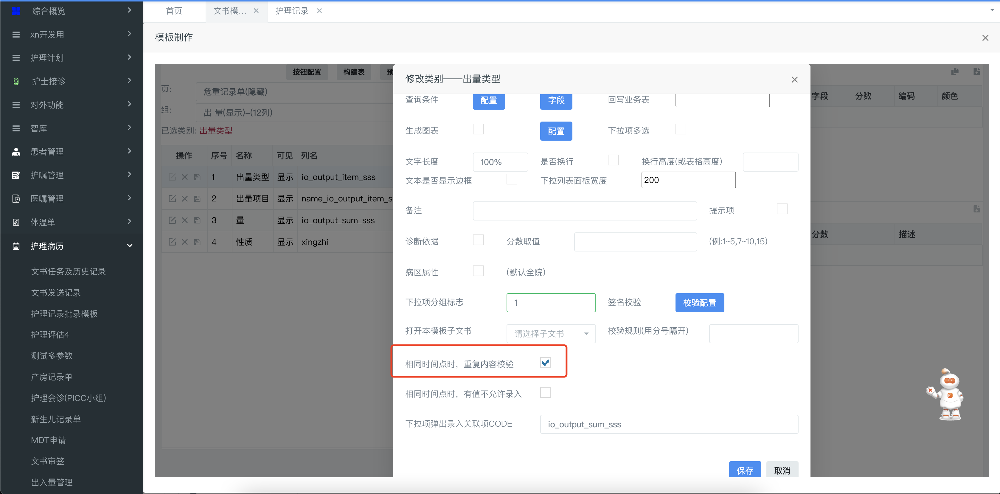 综合概览
xn开发用
护理计划
护士接诊
对外功能
智库
患者管理
护嘱管理
医嘱管理
体温单
护理病历
文书任务及历史记录
文书发送记录
护理记录批录模板
护理评估4
测试多参数
产房记录单
护理会诊(PICC小组)
新生儿记录单
MDT申请
文书审签
出入量管理
首页 文书模... 护理记录
模板制作
按钮配置 构建表 预
页: 危重记录单(隐藏)
组: 出 量(显示)-(12列)
已选类别: 出量类型
操作 序号 名称 可见 列名
1 出量类型 显示 io_output_item_sss
2 出量项目 显示 name_io_output_item_s
3 量 显示 io_output_sum_sss
4 性质 显示 xingzhi
修改类别——出量类型
查询条件 配置 字段 回写业务表
生成图表 配置 下拉项多选
文字长度 100% 是否换行 换行高度(或表格高度)
文本是否显示边框 下拉列表面板宽度 200
备注 提示项
诊断依据 分数取值 (例:1~5,7~10,15)
病区属性 (默认全院)
下拉项分组标志 1 签名校验 校验配置
打开本模板子文书 请选择子文书 校验规则(用分号隔开)
相同时间点时，重复内容校验
相同时间点时，有值不允许录入
下拉项弹出录入关联项CODE io_output_sum_sss
保存 取消
字段 分数 编码 颜色
分数 描述
F